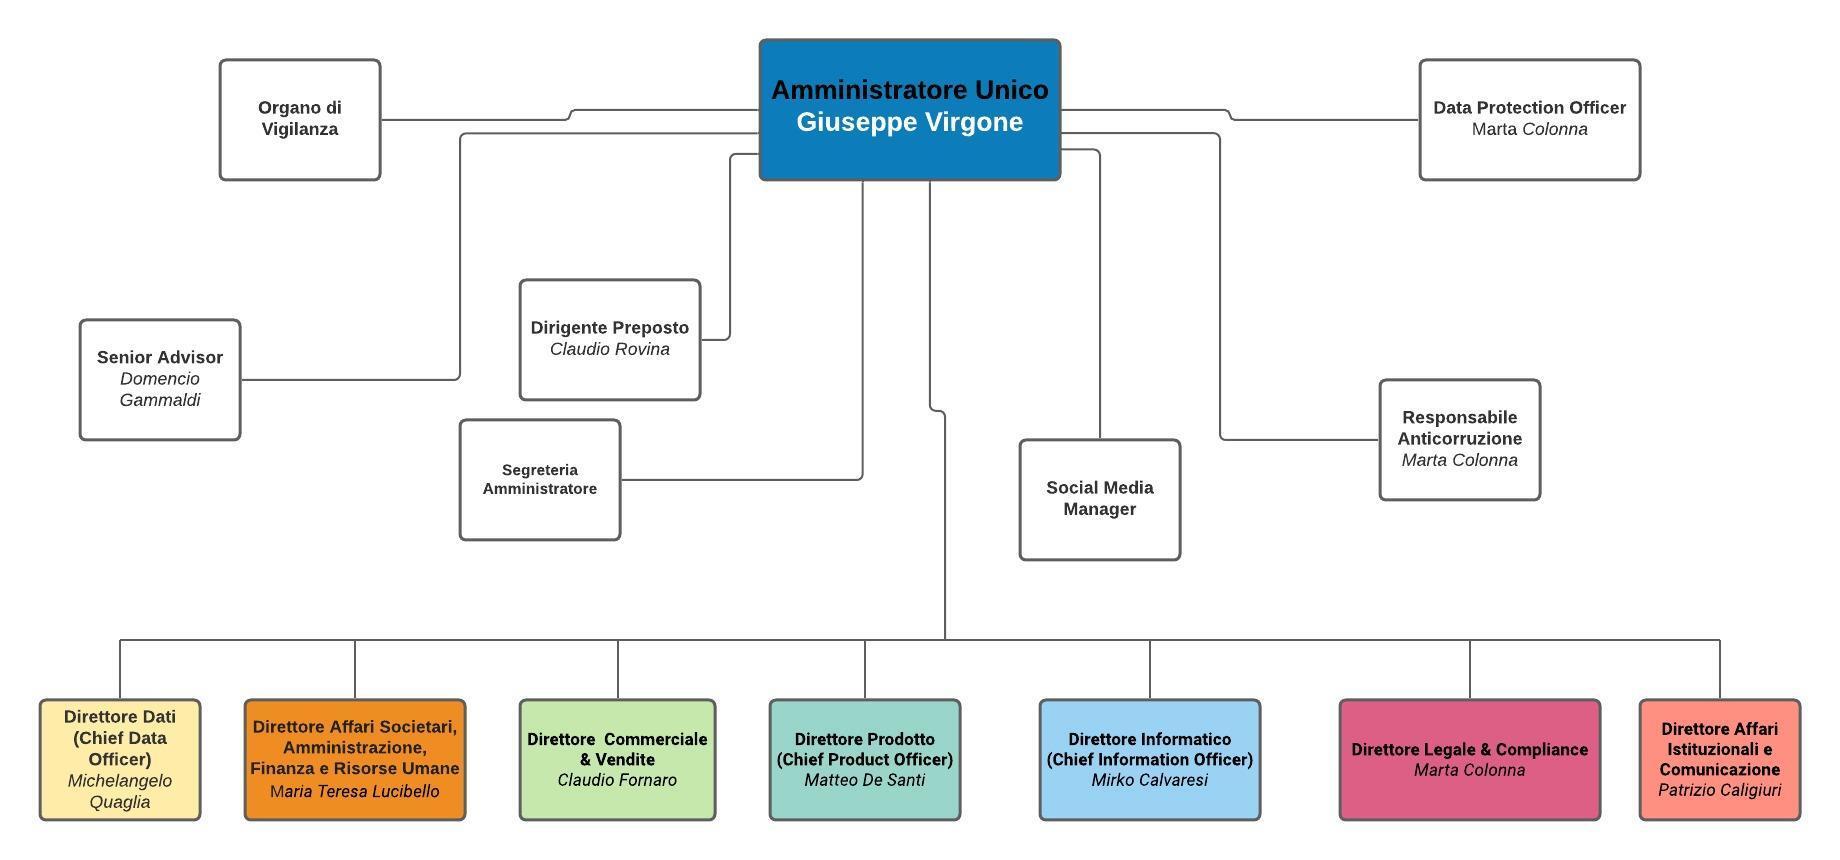 Amministratore Unico
Giuseppe Virgone
Organo di
Vigilanza
Data Protection Officer
Marta Colonna
Dirigente Preposto
Claudio Rovina
Senior Advisor
Domencio
Gammaldi
Segreteria
Amministratore
Social Media
Manager
Responsabile
Anticorruzione
Marta Colonna
Direttore Dati
(Chief Data
Officer)
Michelangelo
Quaglia
Direttore Affari Societari,
Amministrazione,
Finanza e Risorse Umane
Maria Teresa Lucibello
Direttore Commerciale
& Vendite
Claudio Fornaro
Direttore Prodotto
(Chief Product Officer)
Matteo De Santi
Direttore Informatico
(Chief Information Officer)
Mirko Calvaresi
Direttore Legale & Compliance
Marta Colonna
Direttore Affari
Istituzionali e
Comunicazione
Patrizio Caligiuri